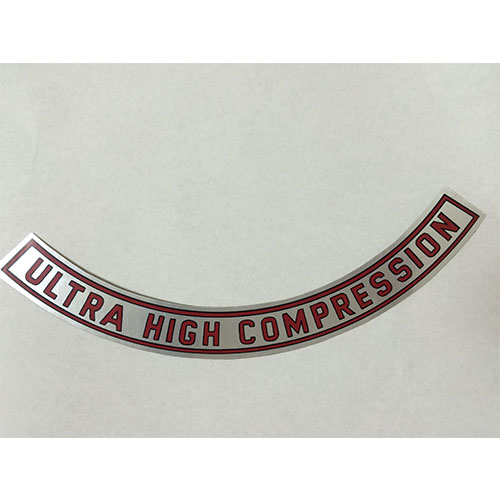 ULTRA HIGH COMPRESSION